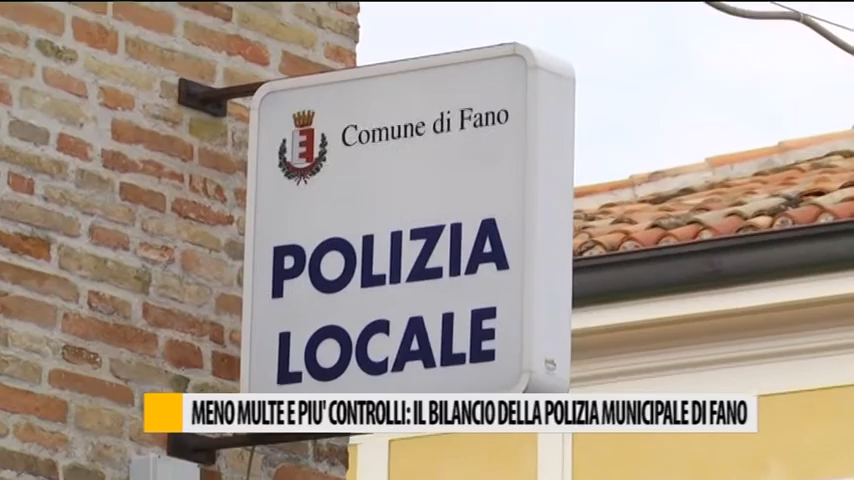 Comune di Fano
POLIZIA
LOCALE
MENO MULTE E PIU' CONTROLLI: IL BILANCIO DELLA POLIZIA MUNICIPALE DI FANO